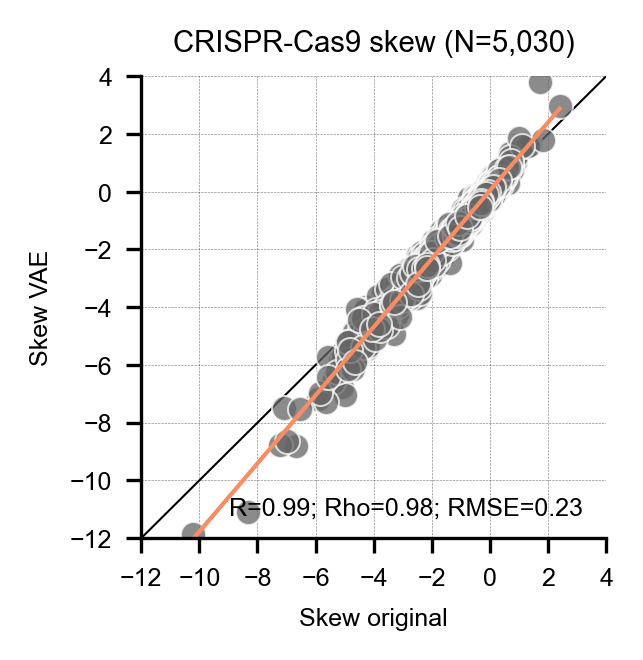 CRISPR-Cas9 skew (N=5,030)
4
2
0
−2
−4
−6
−8
−10
−12
Skew VAE
R=0.99; Rho=0.98; RMSE=0.23
−12 −10 −8 −6 −4 −2 0 2 4
Skew original